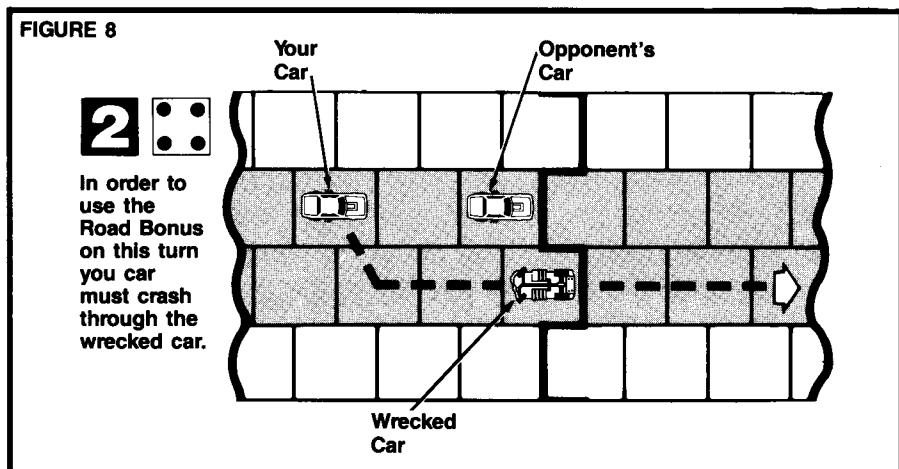 FIGURE 8
Your
Car
Opponent's
Car
2
In order to
use the
Road Bonus
on this turn
you car
must crash
through the
wrecked car.
Wrecked
Car